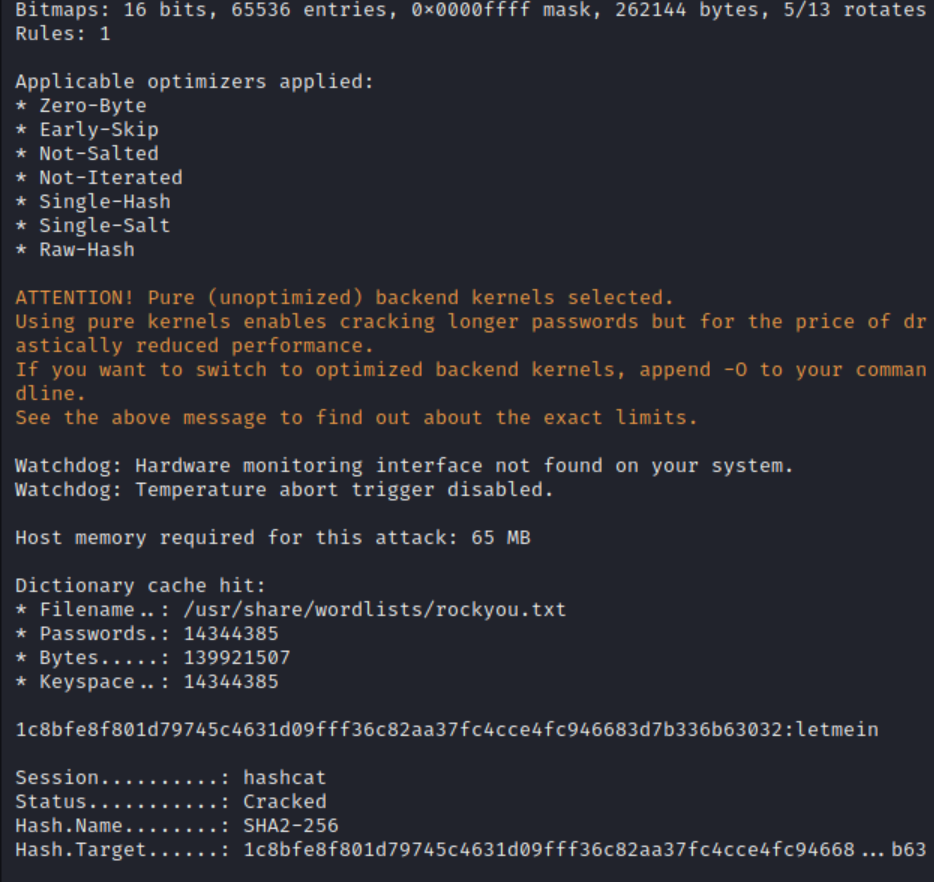 Bitmaps: 16 bits, 65536 entries, 0×0000ffff mask, 262144 bytes, 5/13 rotates
Rules: 1
Applicable optimizers applied:
* Zero-Byte
* Early-Skip
* Not-Salted
* Not-Iterated
* Single-Hash
* Single-Salt
* Raw-Hash
ATTENTION! Pure (unoptimized) backend kernels selected.
Using pure kernels enables cracking longer passwords but for the price of dr
astically reduced performance.
If you want to switch to optimized backend kernels, append -O to your comman
dline.
See the above message to find out about the exact limits.
Watchdog: Hardware monitoring interface not found on your system.
Watchdog: Temperature abort trigger disabled.
Host memory required for this attack: 65 MB
Dictionary cache hit:
* Filename..: /usr/share/wordlists/rockyou.txt
* Passwords.: 14344385
* Bytes.....: 139921507
* Keyspace..: 14344385
1c8bfe8f801d79745c4631d09fff36c82aa37fc4cce4fc946683d7b336b63032:letmein
Session..........: hashcat
Status...........: Cracked
Hash.Name........: SHA2-256
Hash.Target......: 1c8bfe8f801d79745c4631d09fff36c82aa37fc4cce4fc94668...b63